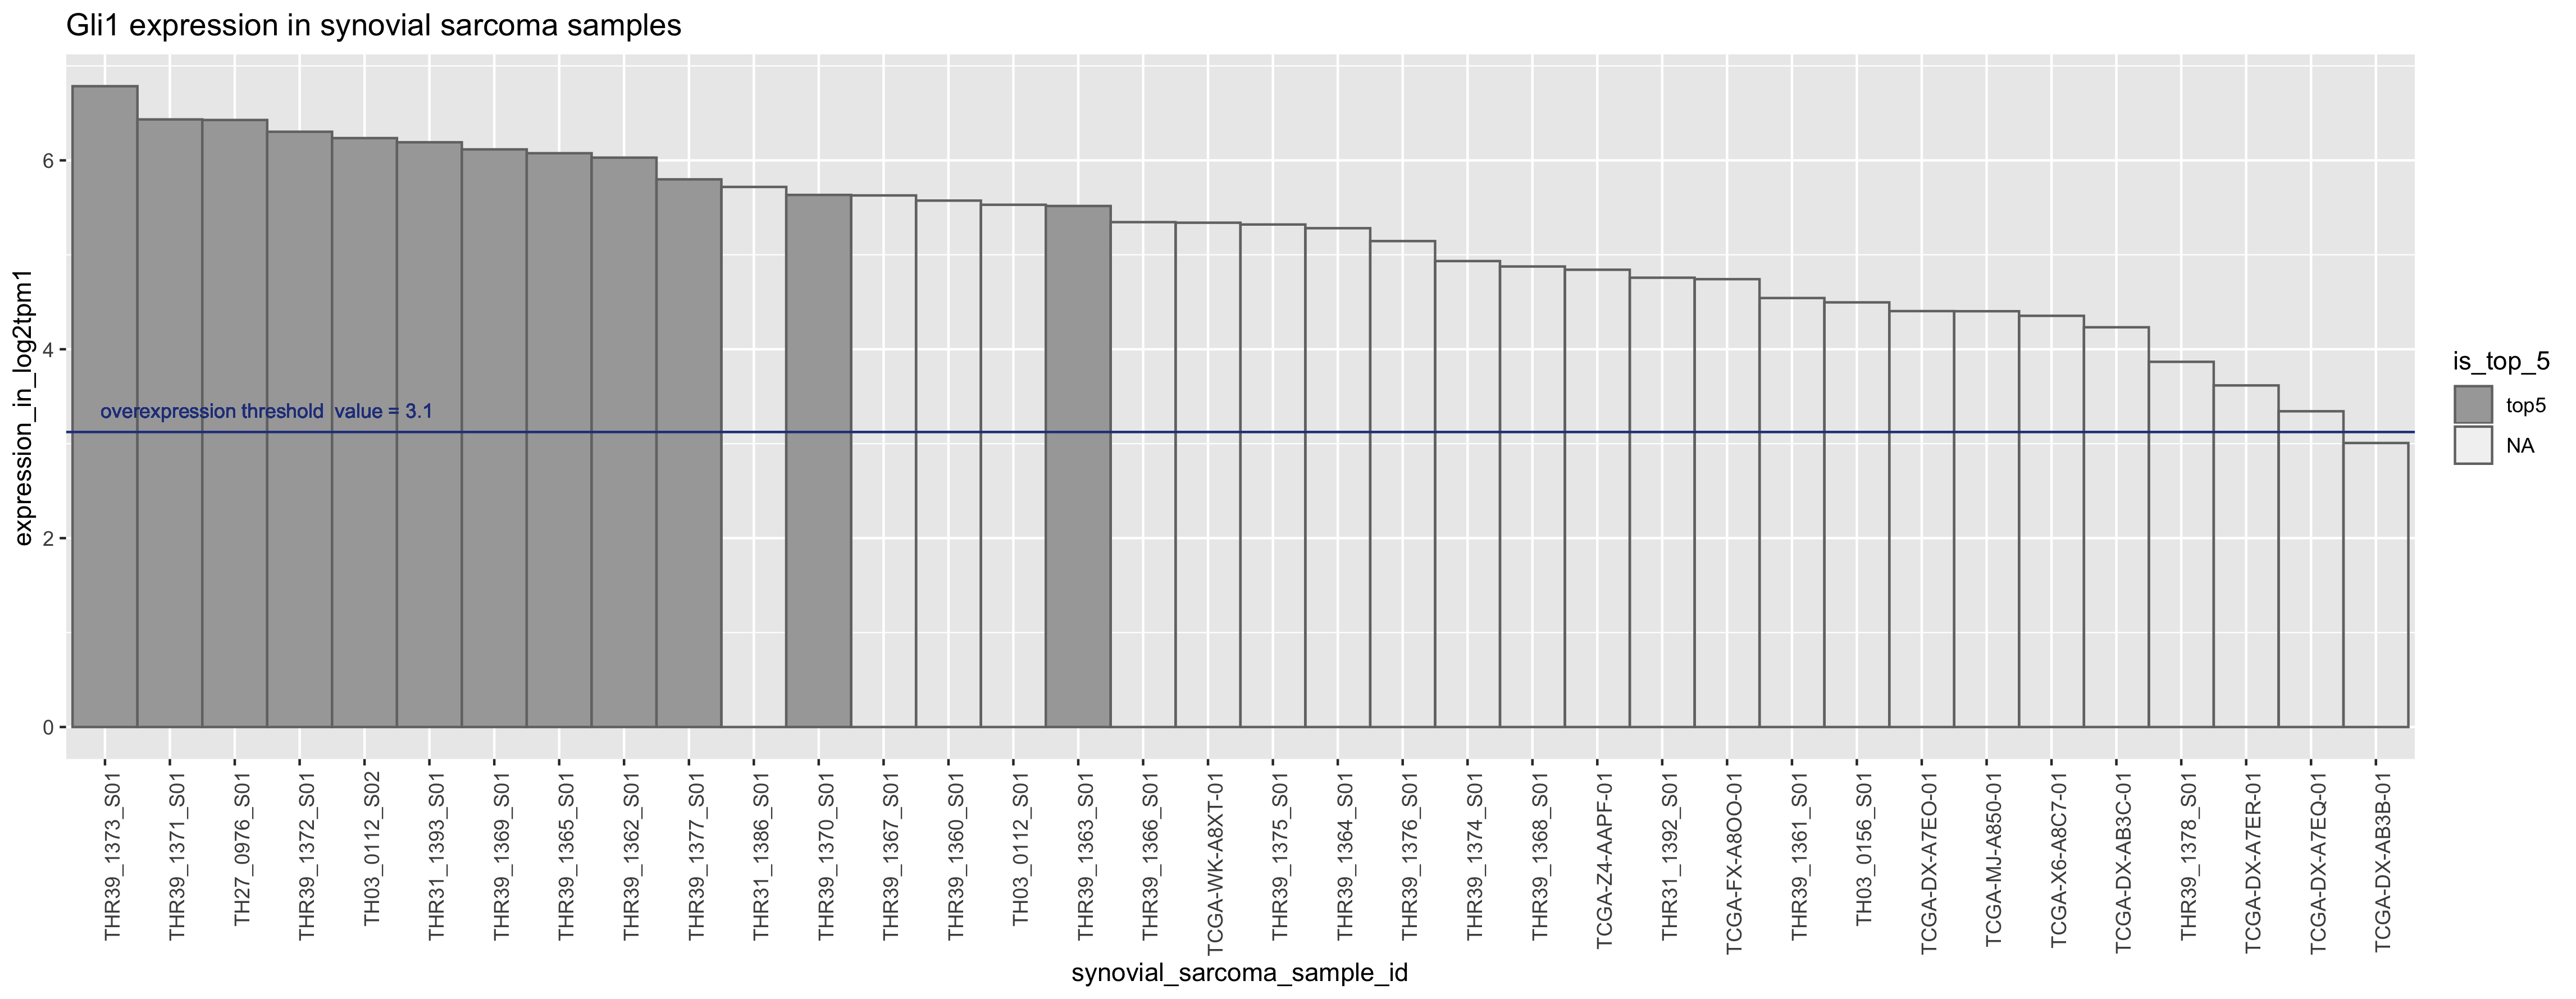 Gli1 expression in synovial sarcoma samples
expression_in_log2tpm1
6
4
2
0
overexpression threshold  value = 3.1
THR39_1373_S01
THR39_1371_S01
TH27_0976_S01
THR39_1372_S01
TH03_0112_S02
THR31_1393_S01
THR39_1369_S01
THR39_1365_S01
THR39_1362_S01
THR39_1377_S01
THR31_1386_S01
THR39_1370_S01
THR39_1367_S01
THR39_1360_S01
TH03_0112_S01
THR39_1363_S01
THR39_1366_S01
TCGA-WK-A8XT-01
THR39_1375_S01
THR39_1364_S01
THR39_1376_S01
THR39_1374_S01
THR39_1368_S01
TCGA-Z4-AAPF-01
THR31_1392_S01
TCGA-FX-A8OO-01
THR39_1361_S01
TH03_0156_S01
TCGA-DX-A7EO-01
TCGA-MJ-A850-01
TCGA-X6-A8C7-01
TCGA-DX-AB3C-01
THR39_1378_S01
TCGA-DX-A7ER-01
TCGA-DX-A7EQ-01
TCGA-DX-AB3B-01
synovial_sarcoma_sample_id
is_top_5
top5
NA